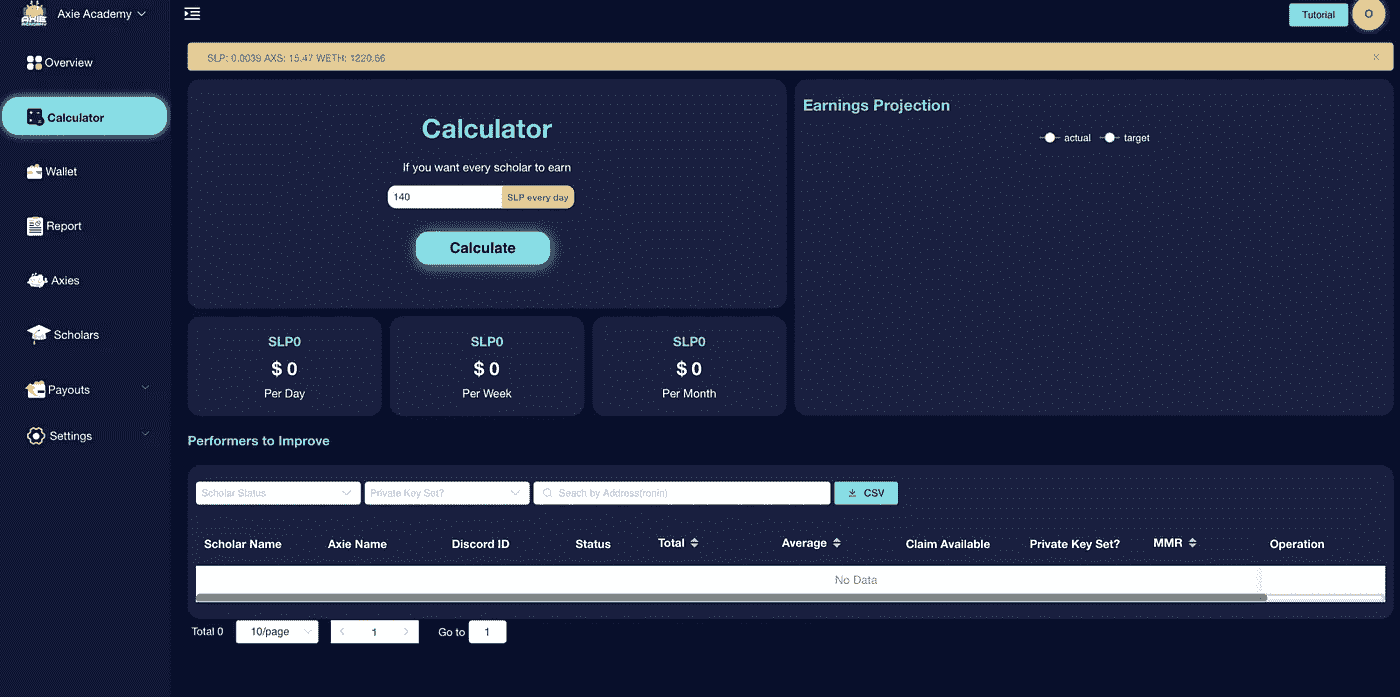 AXIE
ACADEMY
Axie Academy
Tutorial
O
Overview
Calculator
Wallet
Report
Axies
Scholars
Payouts
Settings
SLP: 0.0039 AXS: 15.47 WETH: 1220.66
Calculator
If you want every scholar to earn
140 SLP every day
Calculate
Earnings Projection
actual target
SLP0
$ 0
Per Day
SLP0
$ 0
Per Week
SLP0
$ 0
Per Month
Performers to Improve
Scholar Status Private Key Set? Seach by Address(ronin) CSV
Scholar Name Axie Name Discord ID Status Total Average Claim Available Private Key Set? MMR Operation
No Data
Total 0 10/page 1 Go to 1